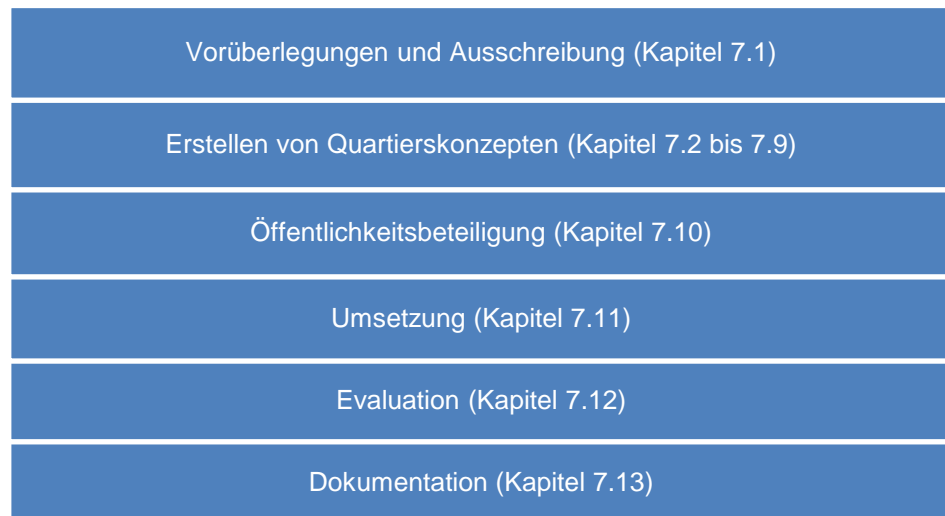 Vorüberlegungen und Ausschreibung (Kapitel 7.1)
Erstellen von Quartierskonzepten (Kapitel 7.2 bis 7.9)
Öffentlichkeitsbeteiligung (Kapitel 7.10)
Umsetzung (Kapitel 7.11)
Evaluation (Kapitel 7.12)
Dokumentation (Kapitel 7.13)